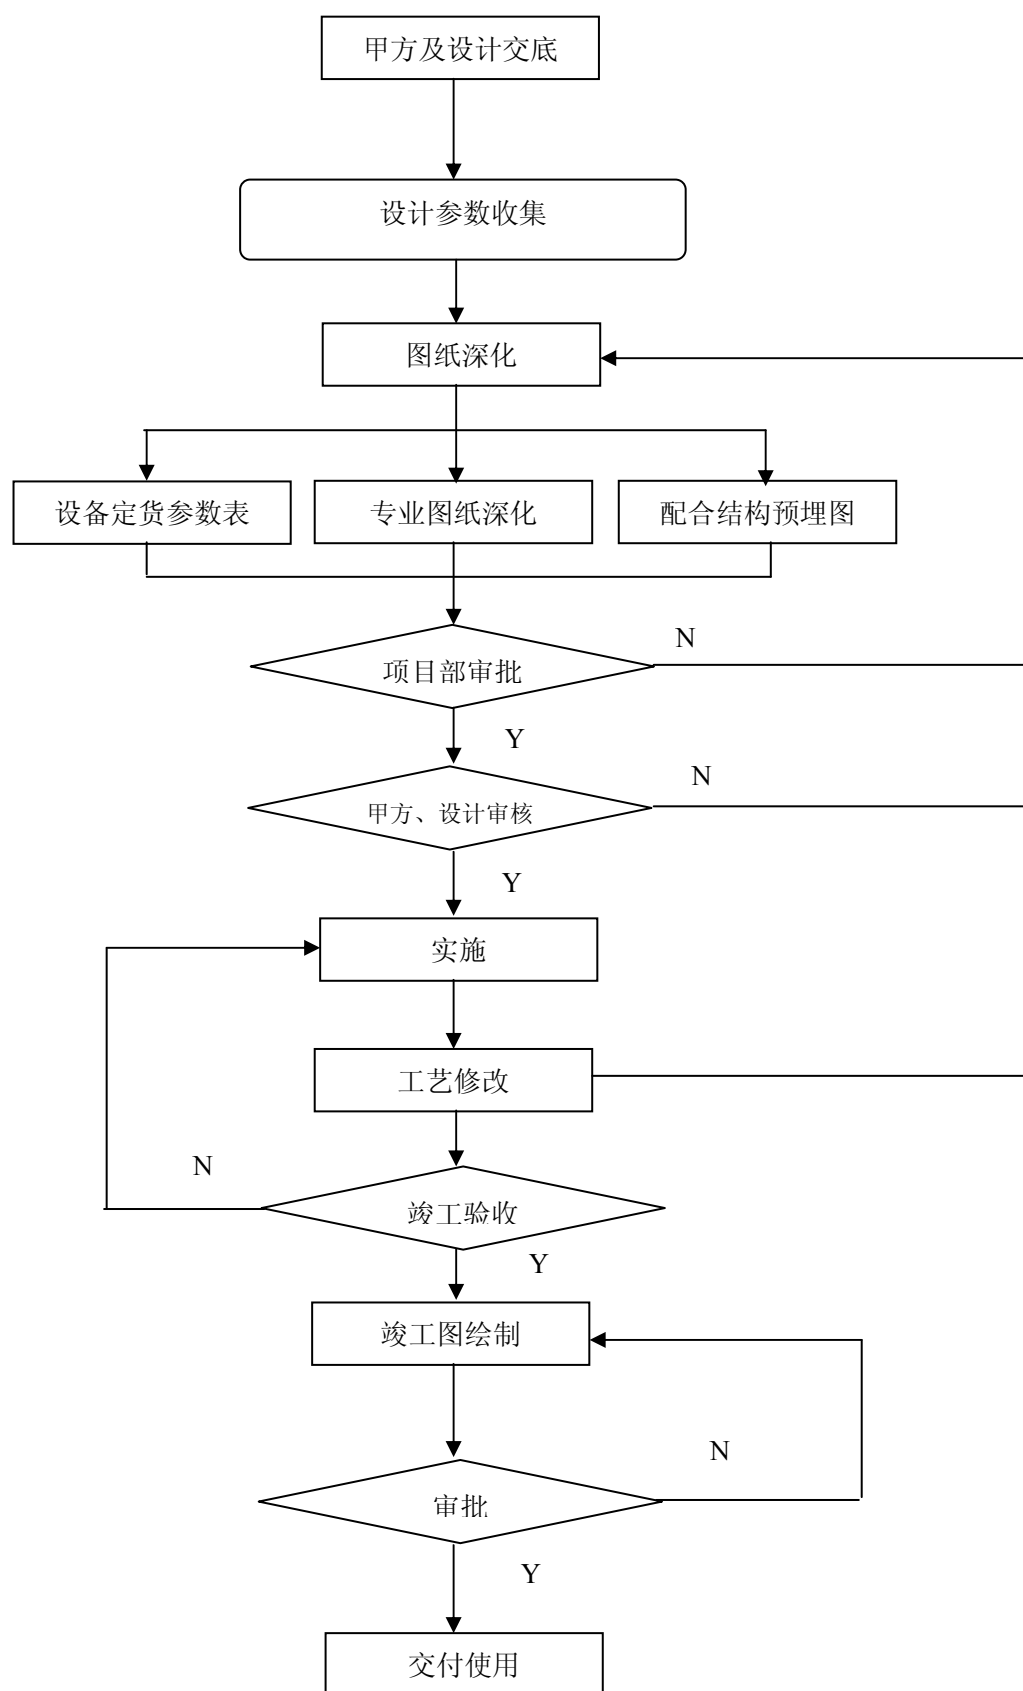 甲方及设计交底
设计参数收集
图纸深化
设备定货参数表
专业图纸深化
配合结构预埋图
项目部审批
N
Y
甲方、设计审核
N
Y
实施
工艺修改
N
竣工验收
Y
竣工图绘制
N
审批
Y
交付使用